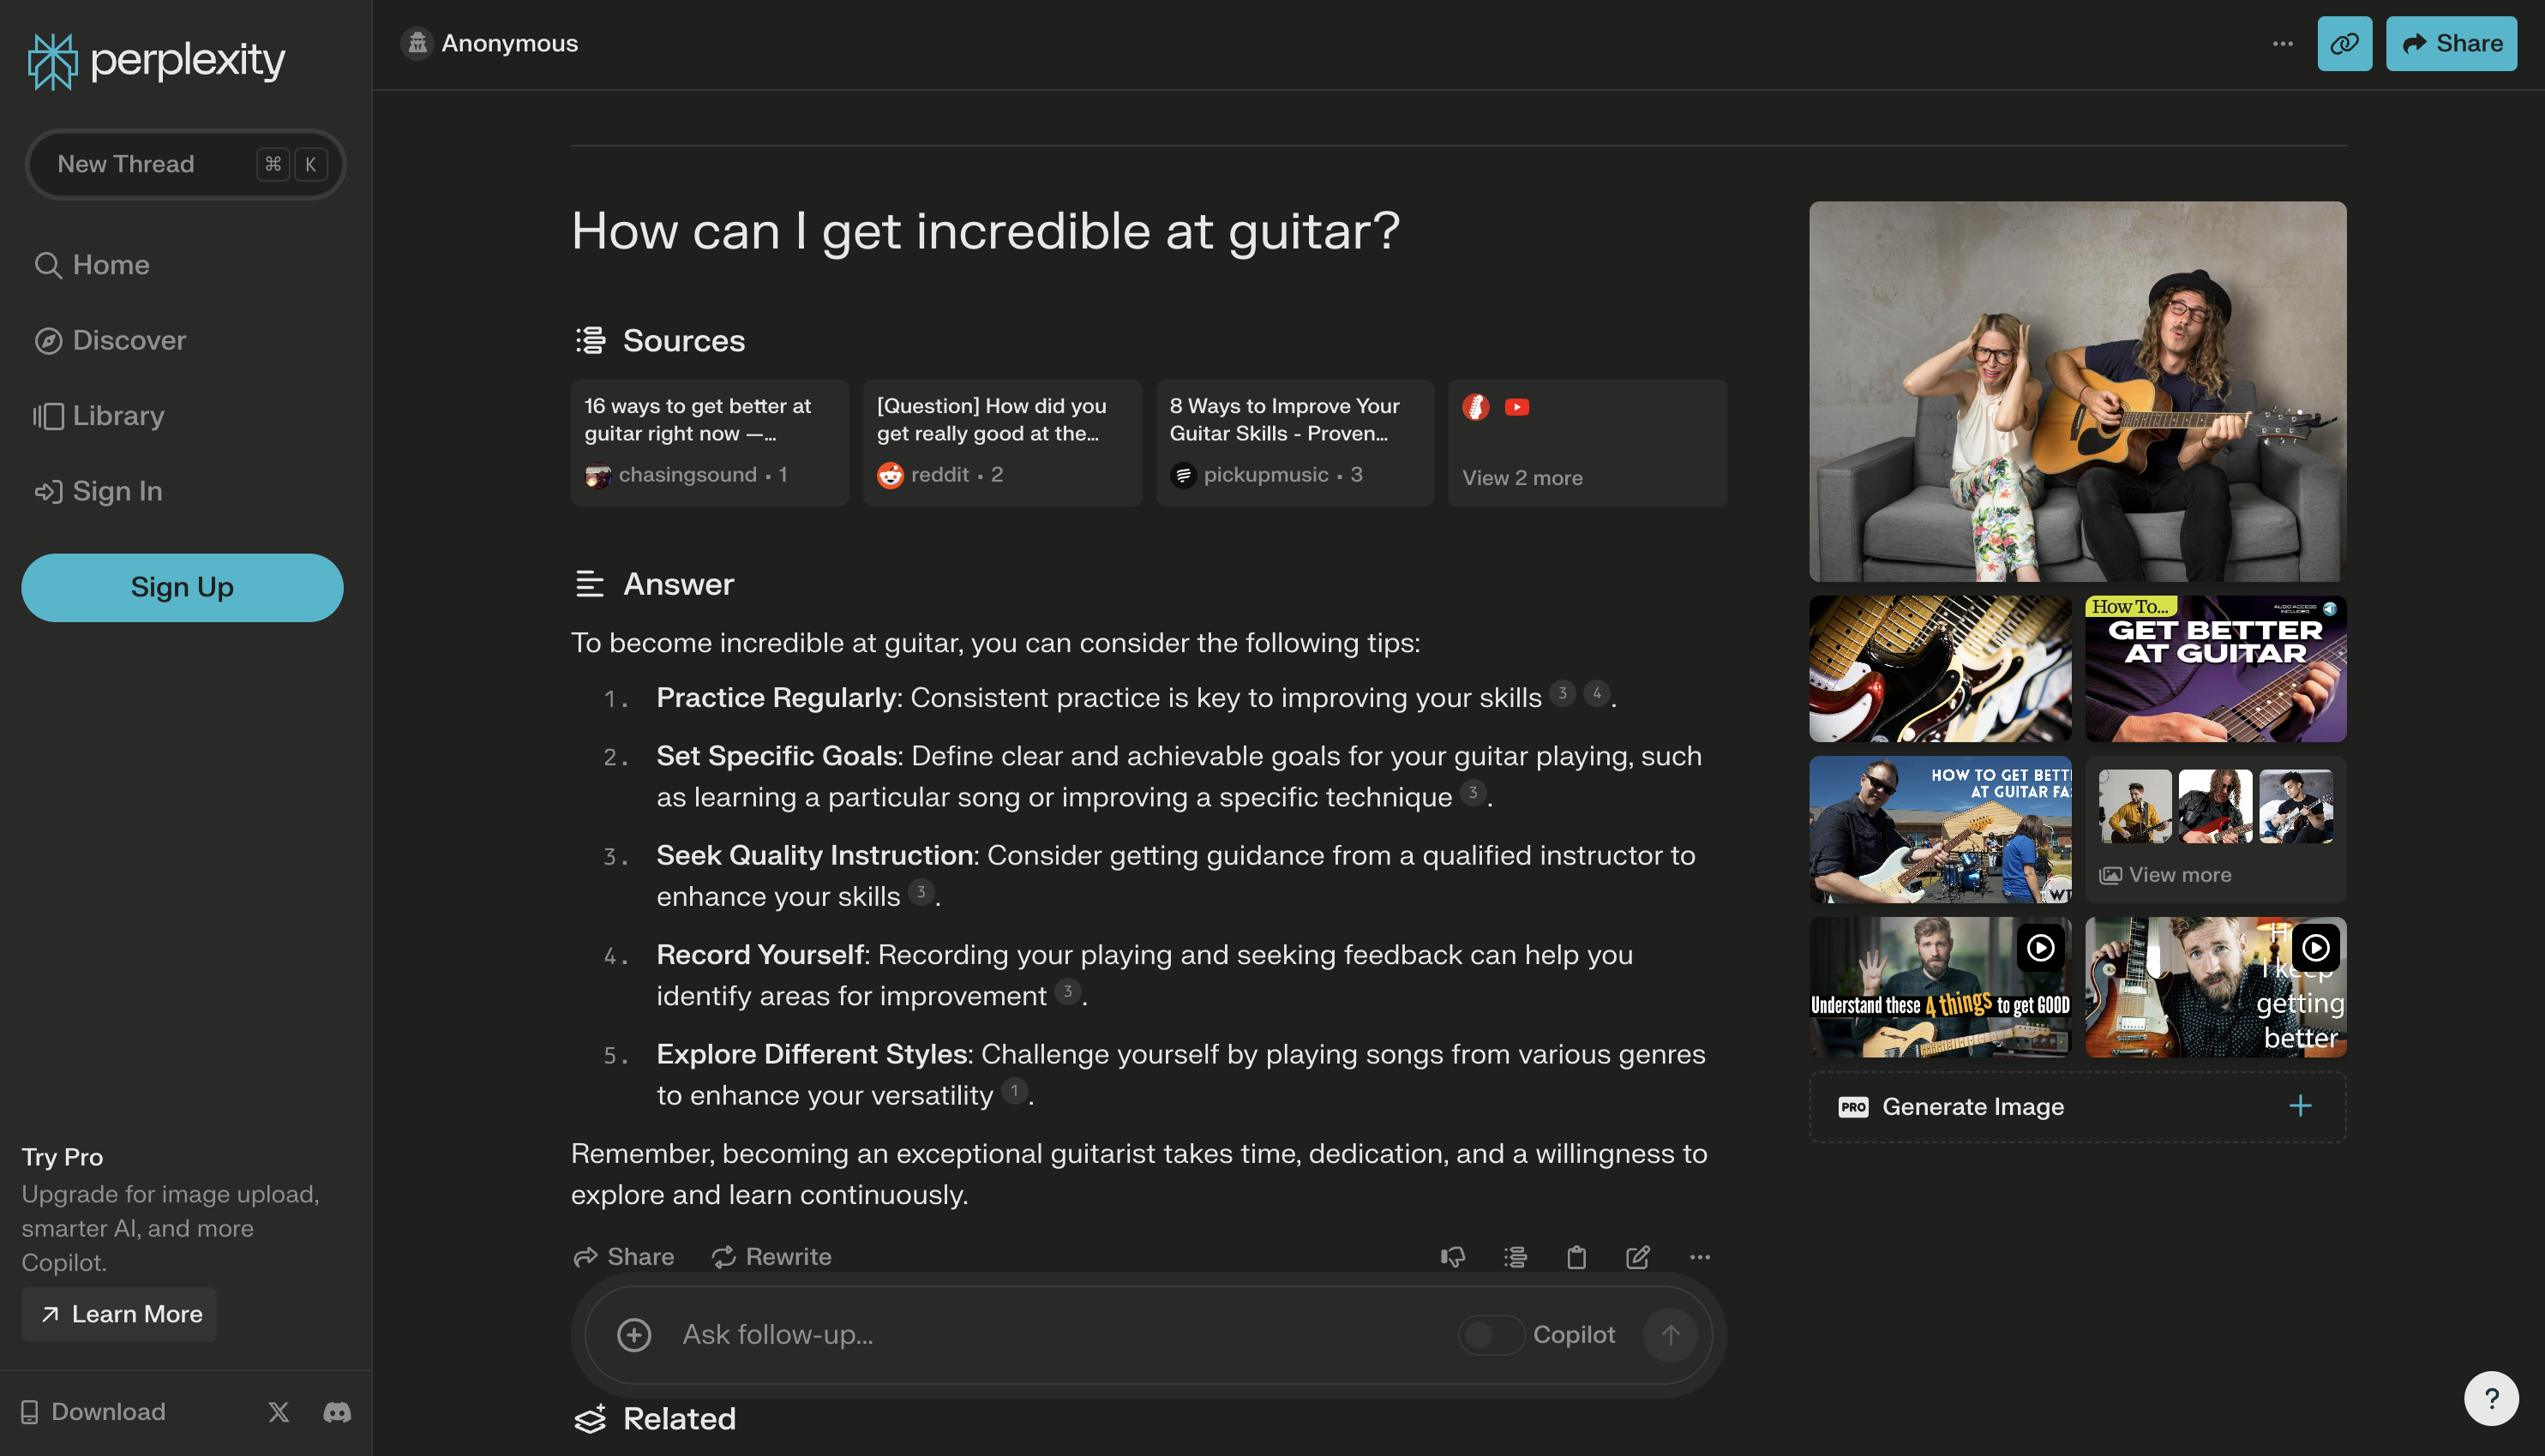 perplexity
New Thread ⌘ K
Home
Discover
Library
Sign In
Sign Up
Try Pro
Upgrade for image upload,
smarter AI, and more
Copilot.
Learn More
Download
Anonymous
Share
How can I get incredible at guitar?
Sources
16 ways to get better at
guitar right now —...
chasingsound · 1
[Question] How did you
get really good at the...
reddit · 2
8 Ways to Improve Your
Guitar Skills - Proven...
pickupmusic · 3
View 2 more
Answer
To become incredible at guitar, you can consider the following tips:
1. Practice Regularly: Consistent practice is key to improving your skills 3 4.
2. Set Specific Goals: Define clear and achievable goals for your guitar playing, such
as learning a particular song or improving a specific technique 3.
3. Seek Quality Instruction: Consider getting guidance from a qualified instructor to
enhance your skills 3.
4. Record Yourself: Recording your playing and seeking feedback can help you
identify areas for improvement 3.
5. Explore Different Styles: Challenge yourself by playing songs from various genres
to enhance your versatility 1.
Remember, becoming an exceptional guitarist takes time, dedication, and a willingness to
explore and learn continuously.
Share
Rewrite
Ask follow-up...
Copilot
Related
How To...
AUDIO ACCESS
INCLUDED
GET BETTER
AT GUITAR
HOW TO GET BETT
AT GUITAR FA
WT
View more
Understand these 4 things to get GOOD
I keep
getting
better
PRO Generate Image
?